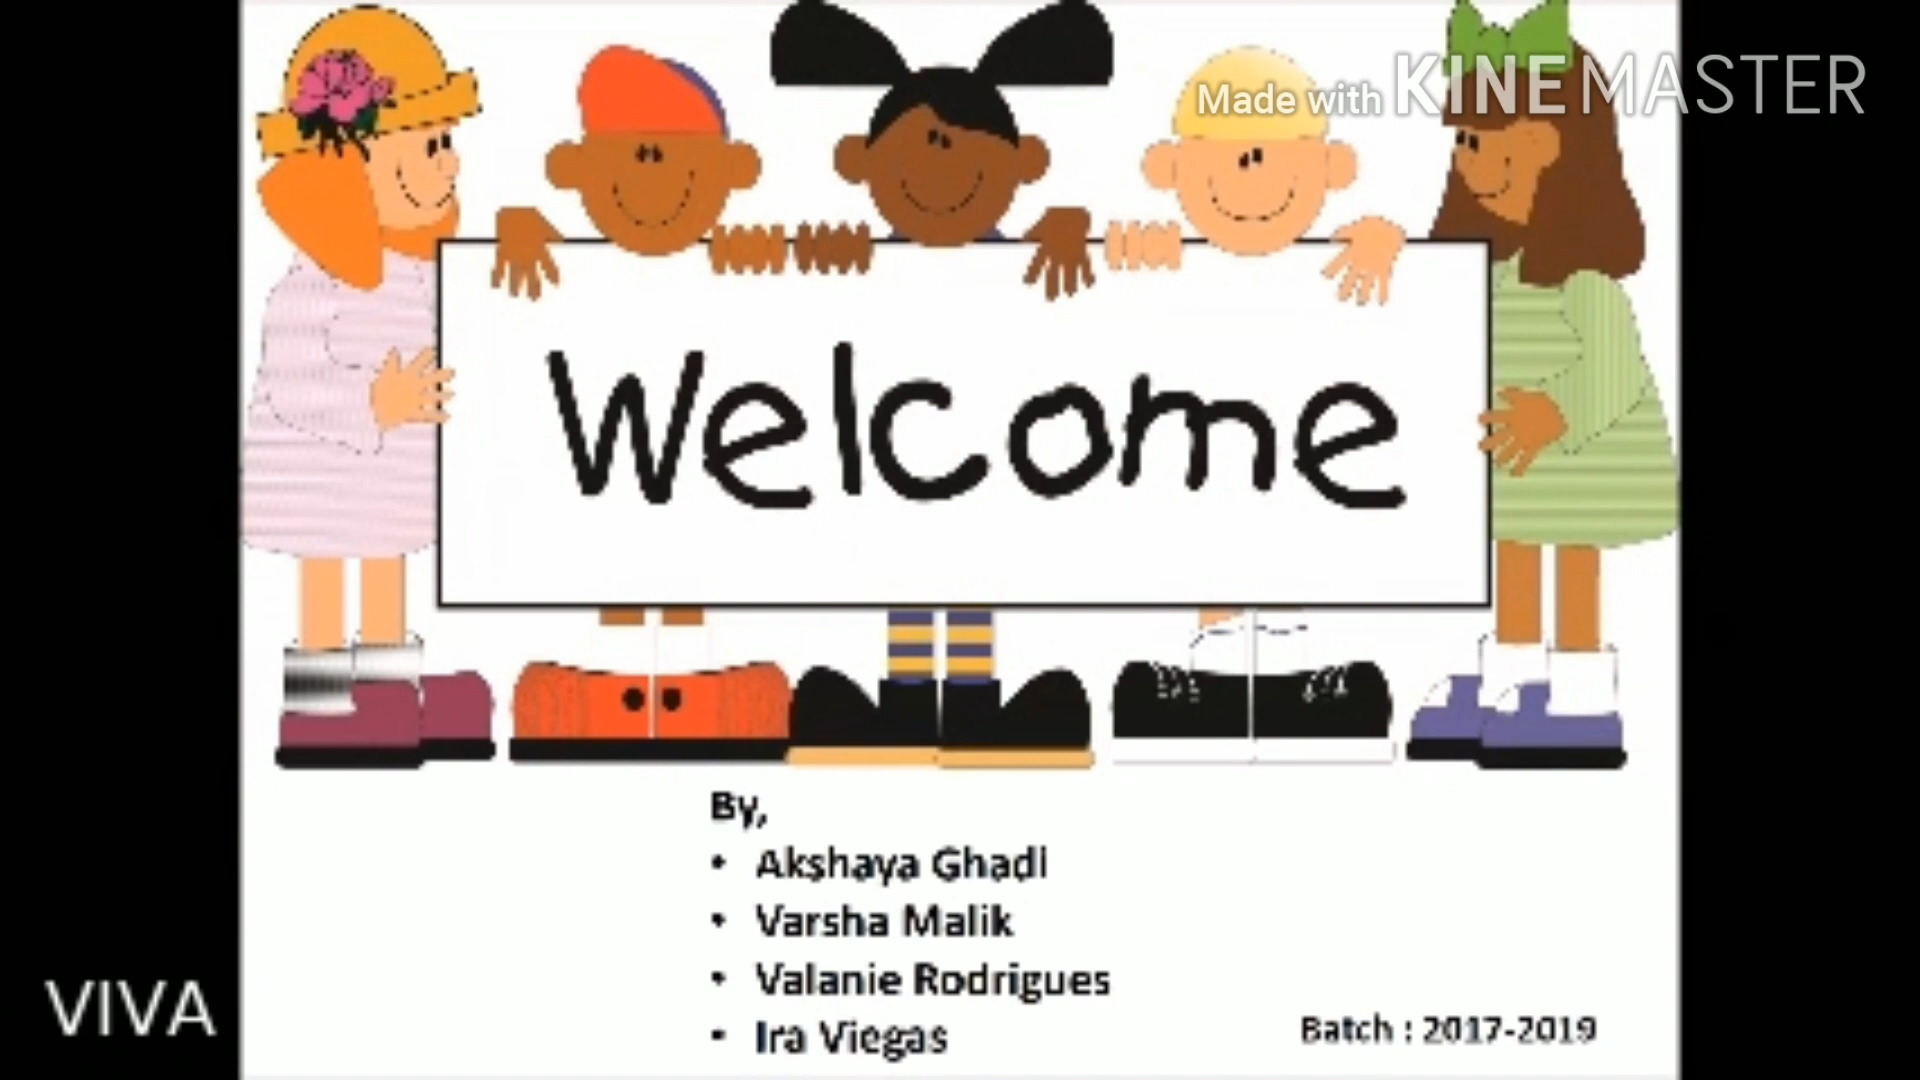 Made with KINEMASTER
Welcome
By,
• Akshaya Ghadi
• Varsha Malik
• Valanie Rodrigues
• Ira Viegas
Batch : 2017-2019
VIVA